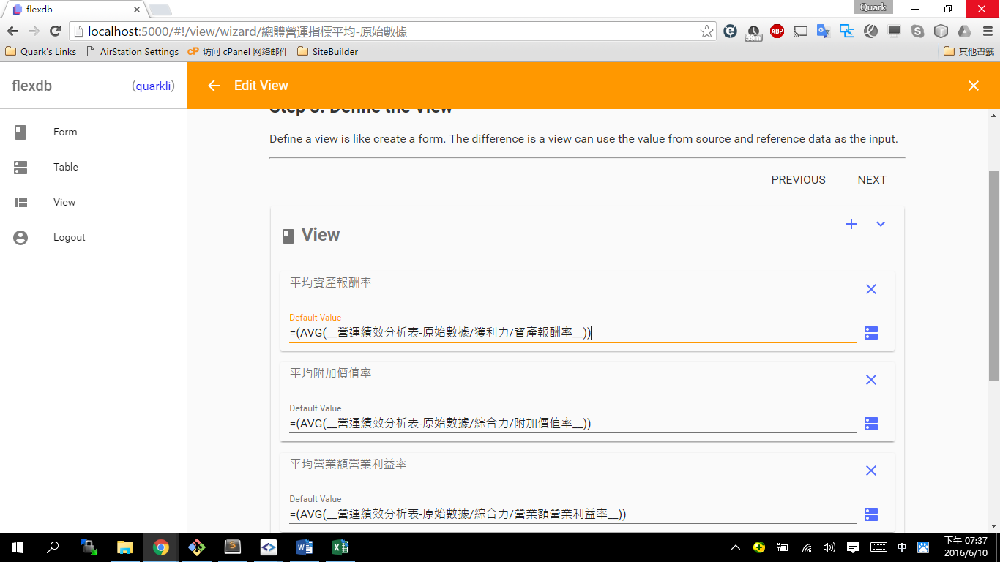 flexdb
Quark
localhost:5000/#!/view/wizard/總體營運指標平均-原始數據
39m
ABP
Quark's Links
AirStation Settings
cP 访问 cPanel 网络邮件
SiteBuilder
其他書籤
flexdb
(quarkli)
Edit View
Form
Table
View
Logout
Define the View
Define a view is like create a form. The difference is a view can use the value from source and reference data as the input.
PREVIOUS
NEXT
View
平均資產報酬率
Default Value
=(AVG(__營運績效分析表-原始數據/獲利力/資產報酬率__))
平均附加價值率
Default Value
=(AVG(__營運績效分析表-原始數據/綜合力/附加價值率__))
平均營業額營業利益率
Default Value
=(AVG(__營運績效分析表-原始數據/綜合力/營業額營業利益率__))
中
下午 07:37
2016/6/10